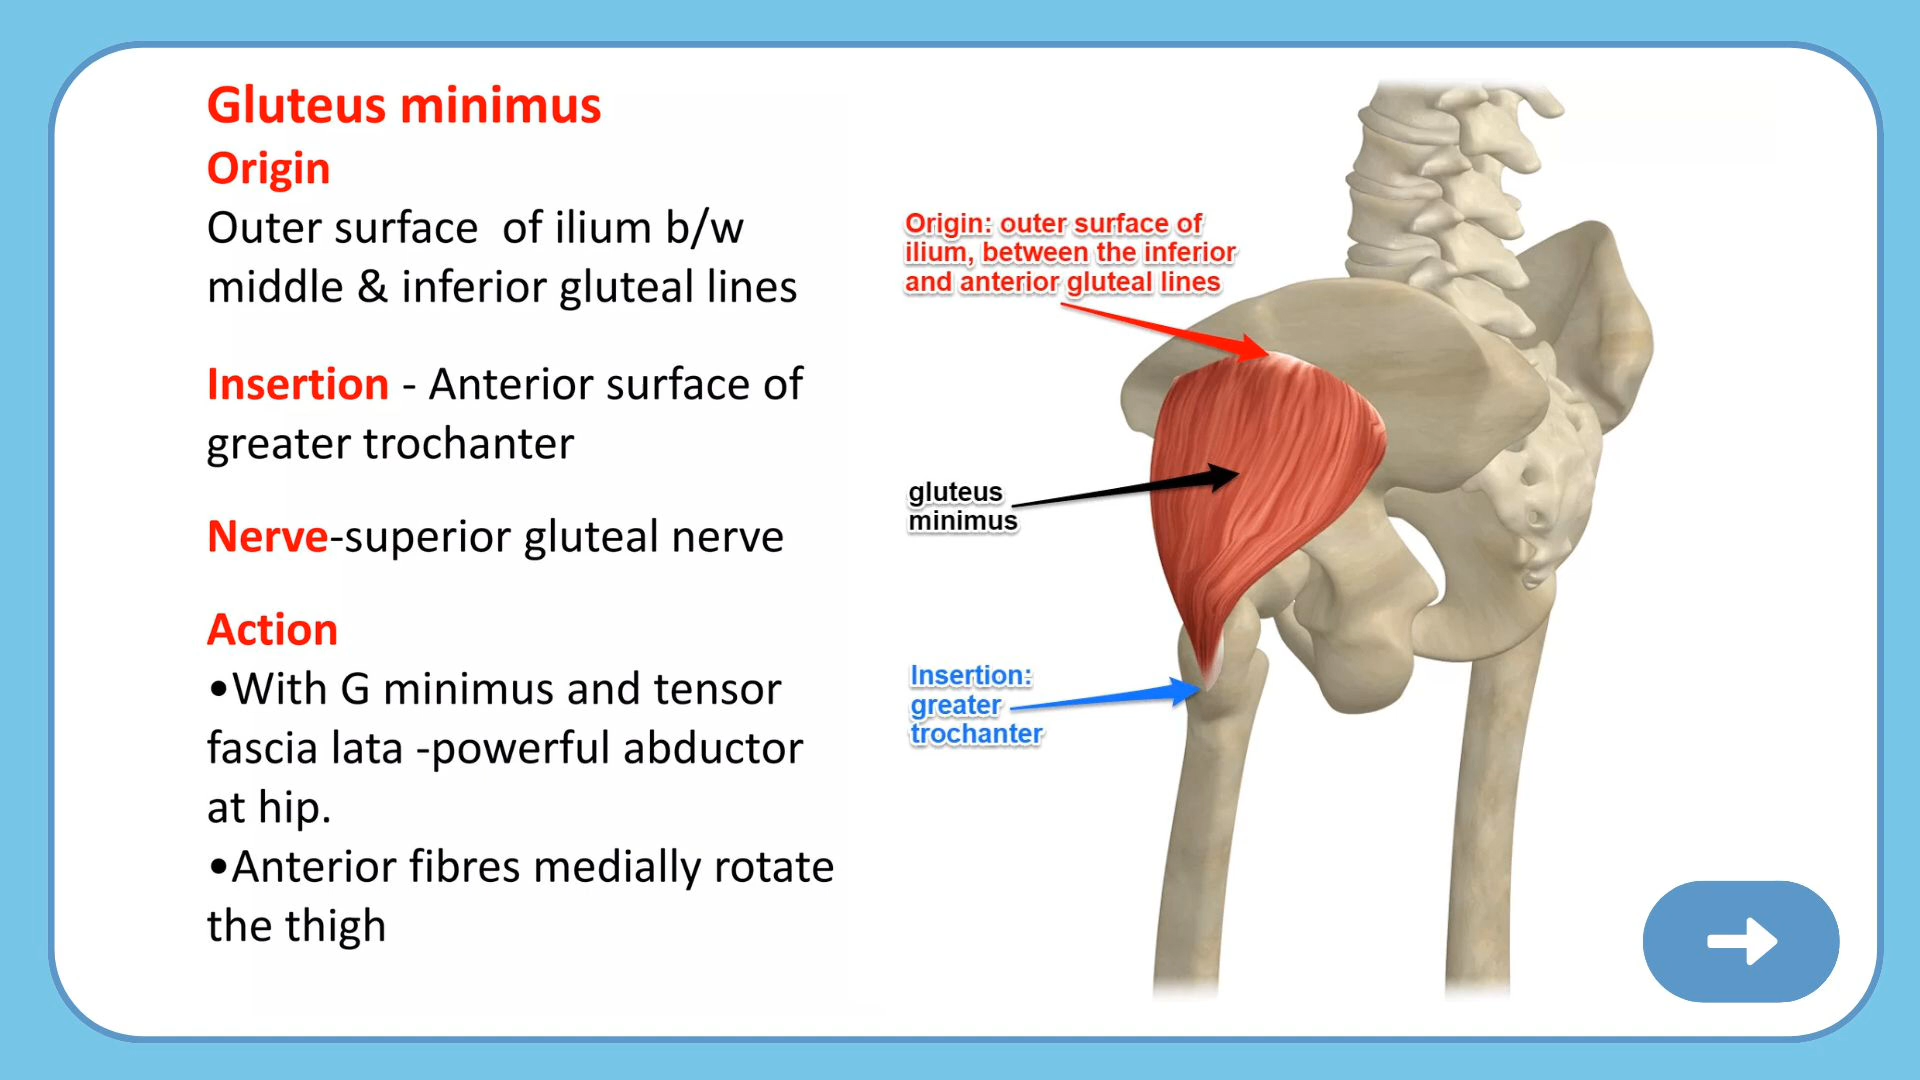 Gluteus minimus
Origin
Outer surface  of ilium b/w
middle & inferior gluteal lines
Insertion - Anterior surface of
greater trochanter
Nerve-superior gluteal nerve
Action
•With G minimus and tensor
fascia lata -powerful abductor
at hip.
•Anterior fibres medially rotate
the thigh
Origin: outer surface of
ilium, between the inferior
and anterior gluteal lines
gluteus
minimus
Insertion:
greater
trochanter